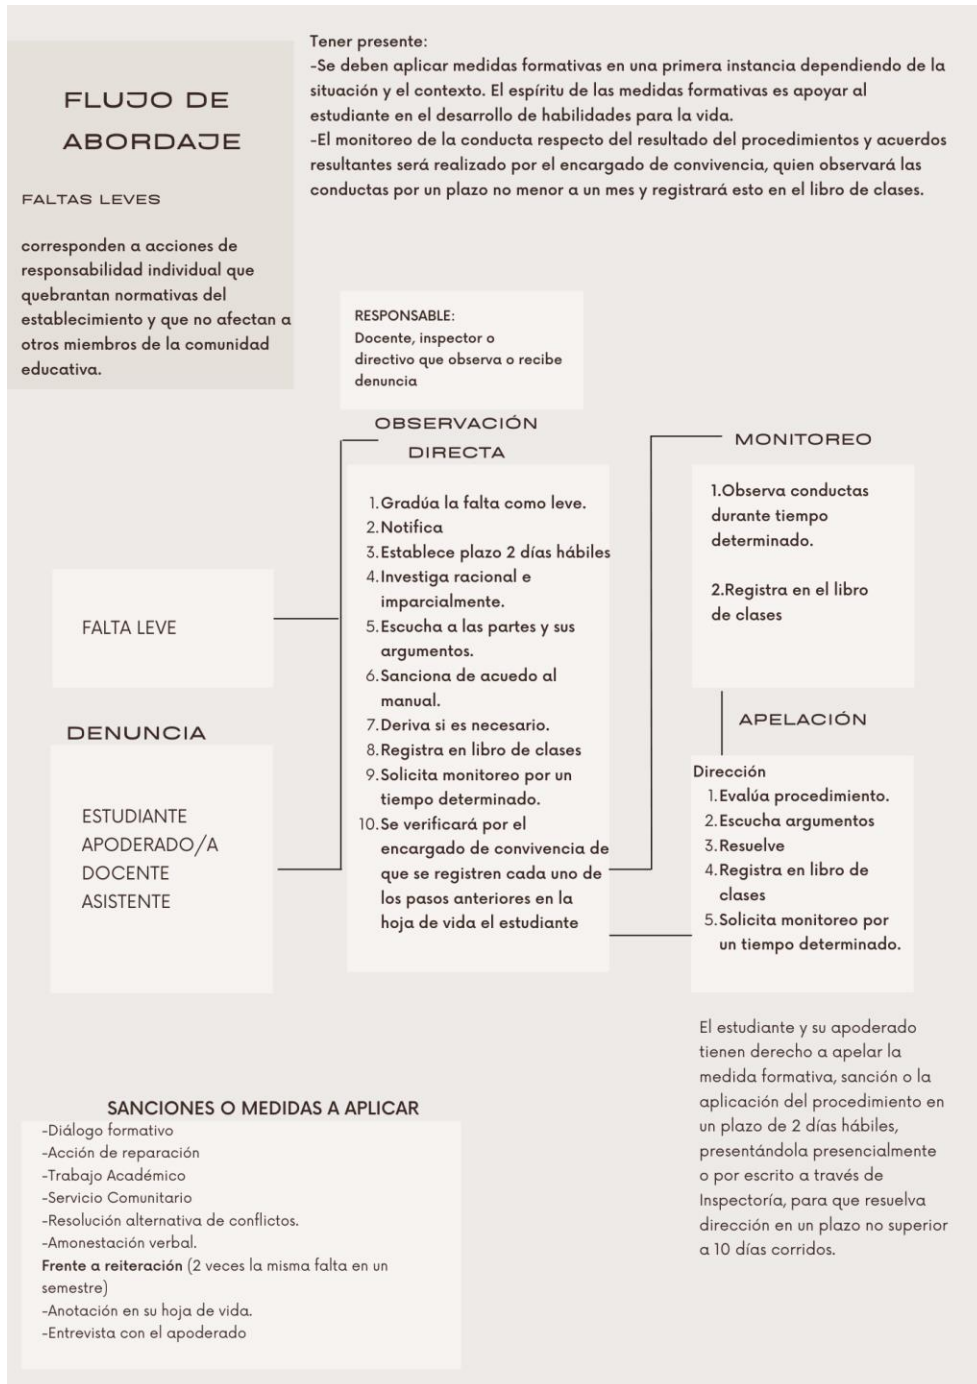 FLUJO DE
ABORDAJE
FALTAS LEVES
corresponden a acciones de
responsabilidad individual que
quebrantan normativas del
establecimiento y que no afectan a
otros miembros de la comunidad
educativa.
Tener presente:
-Se deben aplicar medidas formativas en una primera instancia dependiendo de la
situación y el contexto. El espíritu de las medidas formativas es apoyar al
estudiante en el desarrollo de habilidades para la vida.
-El monitoreo de la conducta respecto del resultado del procedimientos y acuerdos
resultantes será realizado por el encargado de convivencia, quien observará las
conductas por un plazo no menor a un mes y registrará esto en el libro de clases.
FALTA LEVE
DENUNCIA
ESTUDIANTE
APODERADO/A
DOCENTE
ASISTENTE
RESPONSABLE:
Docente, inspector o
directivo que observa o recibe
denuncia
OBSERVACIÓN
DIRECTA
1. Gradúa la falta como leve.
2. Notifica
3. Establece plazo 2 días hábiles
4. Investiga racional e
imparcialmente.
5. Escucha a las partes y sus
argumentos.
6. Sanciona de acuedo al
manual.
7. Deriva si es necesario.
8. Registra en libro de clases
9. Solicita monitoreo por un
tiempo determinado.
10. Se verificará por el
encargado de convivencia de
que se registren cada uno de
los pasos anteriores en la
hoja de vida el estudiante
MONITOREO
1.Observa conductas
durante tiempo
determinado.
2.Registra en el libro
de clases
APELACIÓN
Dirección
1. Evalúa procedimiento.
2. Escucha argumentos
3. Resuelve
4. Registra en libro de
clases
5. Solicita monitoreo por
un tiempo determinado.
El estudiante y su apoderado
tienen derecho a apelar la
medida formativa, sanción o la
aplicación del procedimiento en
un plazo de 2 días hábiles,
presentándola presencialmente
o por escrito a través de
Inspectoría, para que resuelva
dirección en un plazo no superior
a 10 días corridos.
SANCIONES O MEDIDAS A APLICAR
-Diálogo formativo
-Acción de reparación
-Trabajo Académico
-Servicio Comunitario
-Resolución alternativa de conflictos.
-Amonestación verbal.
Frente a reiteración (2 veces la misma falta en un
semestre)
-Anotación en su hoja de vida.
-Entrevista con el apoderado